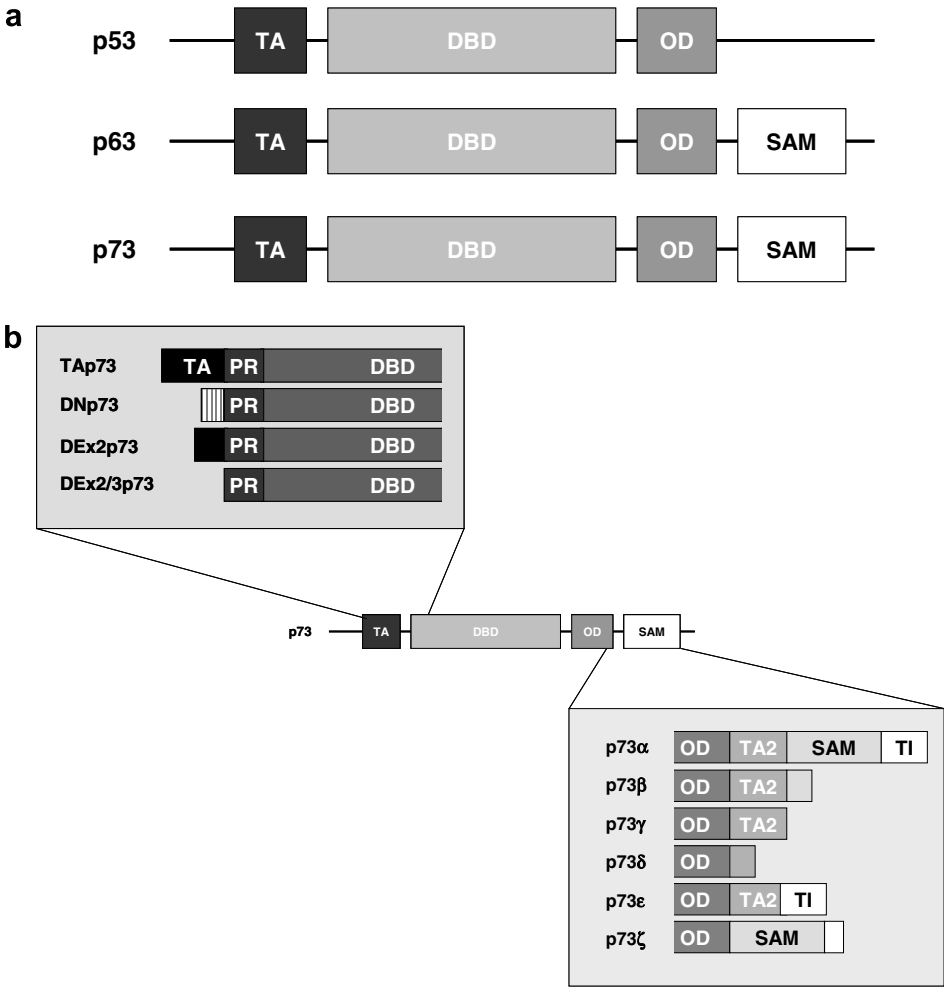 a
p53 TA DBD OD
p63 TA DBD OD SAM
p73 TA DBD OD SAM
b
TAp73 TA PR DBD
DNp73 PR DBD
DEx2p73 PR DBD
DEx2/3p73 PR DBD
p73 TA DBD OD SAM
p73α OD TA2 SAM TI
p73β OD TA2
p73γ OD TA2
p73δ OD
p73ε OD TA2 TI
p73ζ OD SAM